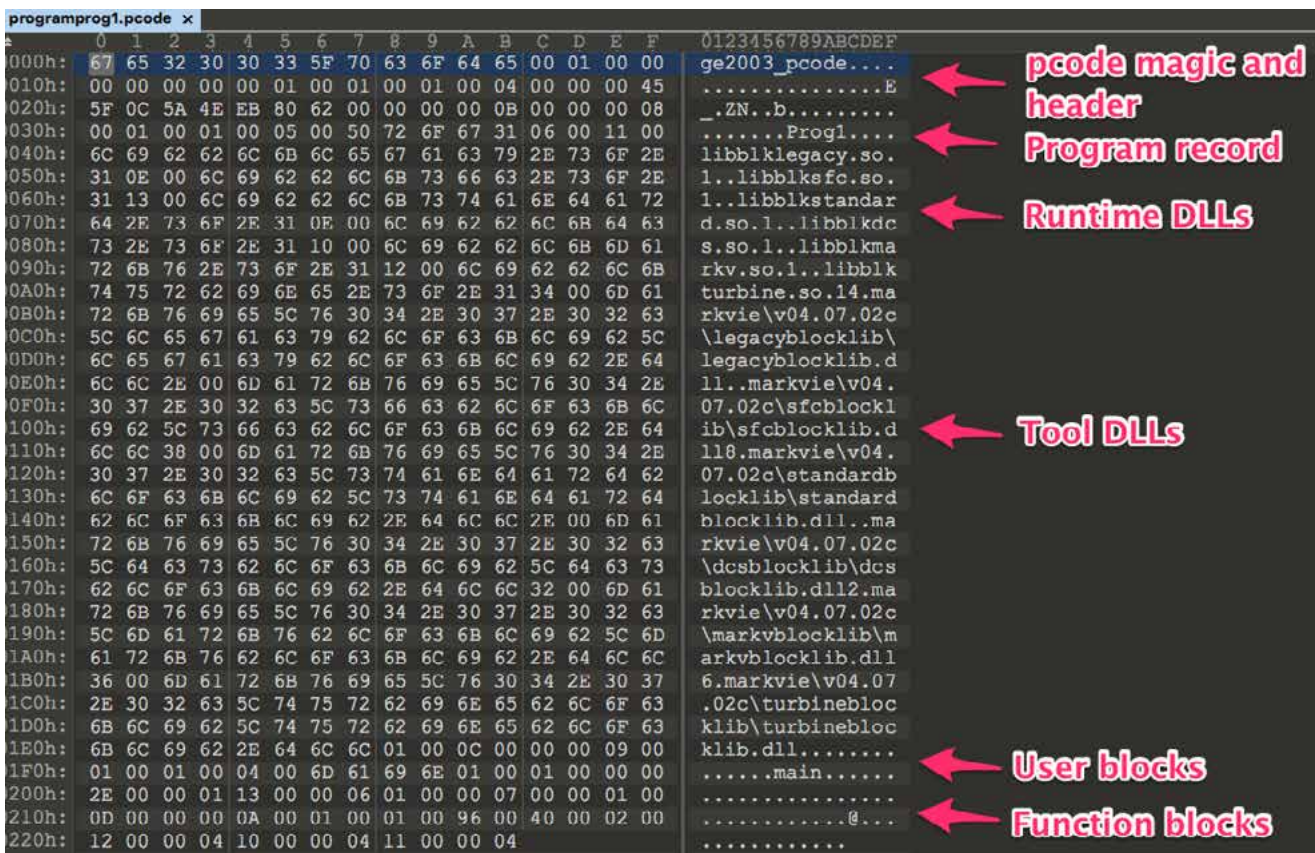 programprog1.pcode ×
0 1 2 3 4 5 6 7 8 9 A B C D E F 0123456789ABCDEF
0000h: 67 65 32 30 30 33 5F 70 63 6F 64 65 00 01 00 00 ge2003_pcode....
pcode magic and
0010h: 00 00 00 00 00 01 00 01 00 01 00 04 00 00 00 45 ...............E
header
0020h: 5F 0C 5A 4E EB 80 62 00 00 00 00 0B 00 00 00 08 _.ZN..b.........
0030h: 00 01 00 01 00 05 00 50 72 6F 67 31 06 00 11 00 .......Prog1....
Program record
0040h: 6C 69 62 62 6C 6B 6C 65 67 61 63 79 2E 73 6F 2E libblklegacy.so.
0050h: 31 0E 00 6C 69 62 62 6C 6B 73 66 63 2E 73 6F 2E 1..libblksfc.so.
0060h: 31 13 00 6C 69 62 62 6C 6B 73 74 61 6E 64 61 72 1..libblkstandar
Runtime DLLs
0070h: 64 2E 73 6F 2E 31 0E 00 6C 69 62 62 6C 6B 64 63 d.so.1..libblkdc
0080h: 73 2E 73 6F 2E 31 10 00 6C 69 62 62 6C 6B 6D 61 s.so.1..libblkma
0090h: 72 6B 76 2E 73 6F 2E 31 12 00 6C 69 62 62 6C 6B rkv.so.1..libblk
00A0h: 74 75 72 62 69 6E 65 2E 73 6F 2E 31 34 00 6D 61 turbine.so.14.ma
00B0h: 72 6B 76 69 65 5C 76 30 34 2E 30 37 2E 30 32 63 rkvie\v04.07.02c
00C0h: 5C 6C 65 67 61 63 79 62 6C 6F 63 6B 6C 69 62 5C \legacyblocklib\
00D0h: 6C 65 67 61 63 79 62 6C 6F 63 6B 6C 69 62 2E 64 legacyblocklib.d
00E0h: 6C 6C 2E 00 6D 61 72 6B 76 69 65 5C 76 30 34 2E ll..markvie\v04.
00F0h: 30 37 2E 30 32 63 5C 73 66 63 62 6C 6F 63 6B 6C 07.02c\sfcblockl
0100h: 69 62 5C 73 66 63 62 6C 6F 63 6B 6C 69 62 2E 64 ib\sfcblocklib.d
Tool DLLs
0110h: 6C 6C 38 00 6D 61 72 6B 76 69 65 5C 76 30 34 2E ll8.markvie\v04.
0120h: 30 37 2E 30 32 63 5C 73 74 61 6E 64 61 72 64 62 07.02c\standardb
0130h: 6C 6F 63 6B 6C 69 62 5C 73 74 61 6E 64 61 72 64 locklib\standard
0140h: 62 6C 6F 63 6B 6C 69 62 2E 64 6C 6C 2E 00 6D 61 blocklib.dll..ma
0150h: 72 6B 76 69 65 5C 76 30 34 2E 30 37 2E 30 32 63 rkvie\v04.07.02c
0160h: 5C 64 63 73 62 6C 6F 63 6B 6C 69 62 5C 64 63 73 \dcsblocklib\dcs
0170h: 62 6C 6F 63 6B 6C 69 62 2E 64 6C 6C 32 00 6D 61 blocklib.dll2.ma
0180h: 72 6B 76 69 65 5C 76 30 34 2E 30 37 2E 30 32 63 rkvie\v04.07.02c
0190h: 5C 6D 61 72 6B 76 62 6C 6F 63 6B 6C 69 62 5C 6D \markvblocklib\m
01A0h: 61 72 6B 76 62 6C 6F 63 6B 6C 69 62 2E 64 6C 6C arkvblocklib.dll
01B0h: 36 00 6D 61 72 6B 76 69 65 5C 76 30 34 2E 30 37 6.markvie\v04.07
01C0h: 2E 30 32 63 5C 74 75 72 62 69 6E 65 62 6C 6F 63 .02c\turbinebloc
01D0h: 6B 6C 69 62 5C 74 75 72 62 69 6E 65 62 6C 6F 63 klib\turbinebloc
01E0h: 6B 6C 69 62 2E 64 6C 6C 01 00 0C 00 00 00 09 00 klib.dll........
User blocks
01F0h: 01 00 01 00 04 00 6D 61 69 6E 01 00 01 00 00 00 ......main......
0200h: 2E 00 00 01 13 00 00 06 01 00 00 07 00 00 01 00 ................
0210h: 0D 00 00 00 0A 00 01 00 01 00 96 00 40 00 02 00 ............@...
Function blocks
0220h: 12 00 00 04 10 00 00 04 11 00 00 04 ............